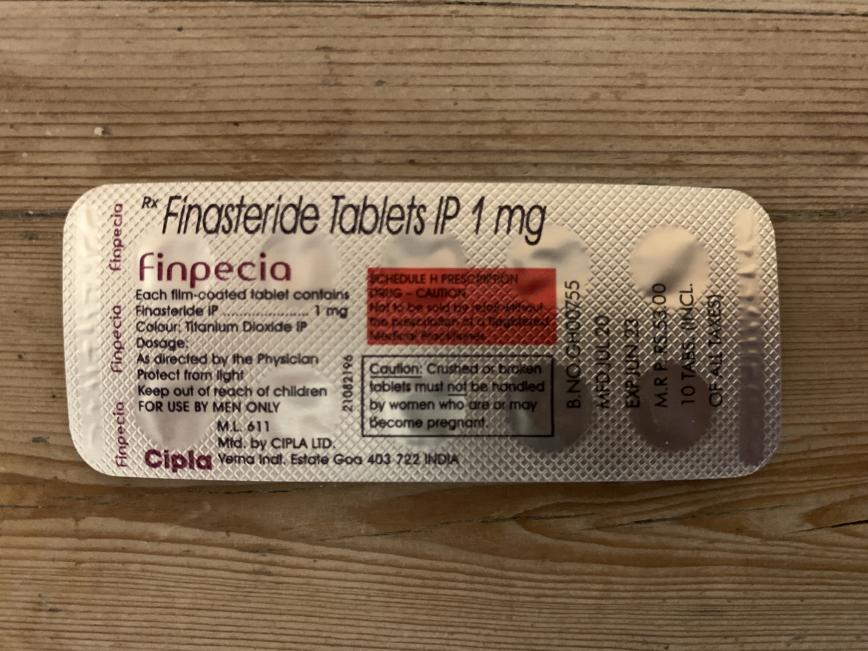 Rx Finasteride Tablets IP 1 mg
Finpecia
Each film-coated tablet contains
Finasteride IP ..................... 1 mg
Colour: Titanium Dioxide IP
Dosage:
As directed by the Physician
Protect from light
Keep out of reach of children
FOR USE BY MEN ONLY
M.L. 611
Mfd. by CIPLA LTD.
Cipla Verna Indl. Estate Goa 403 722 INDIA
Finpecia
Finpecia
Finpecia
21082196
SCHEDULE H PRESCRIPTION
DRUG – CAUTION
Not to be sold by retail without
the prescription of a Registered
Medical Practitioner.
Caution: Crushed or broken
tablets must not be handled
by women who are or may
become pregnant.
B.NO.GH00755
MFD.JUL.20
EXP.JUN.23
M.R.P.RS.53.00
10 TABS. (INCL.
OF ALL TAXES)